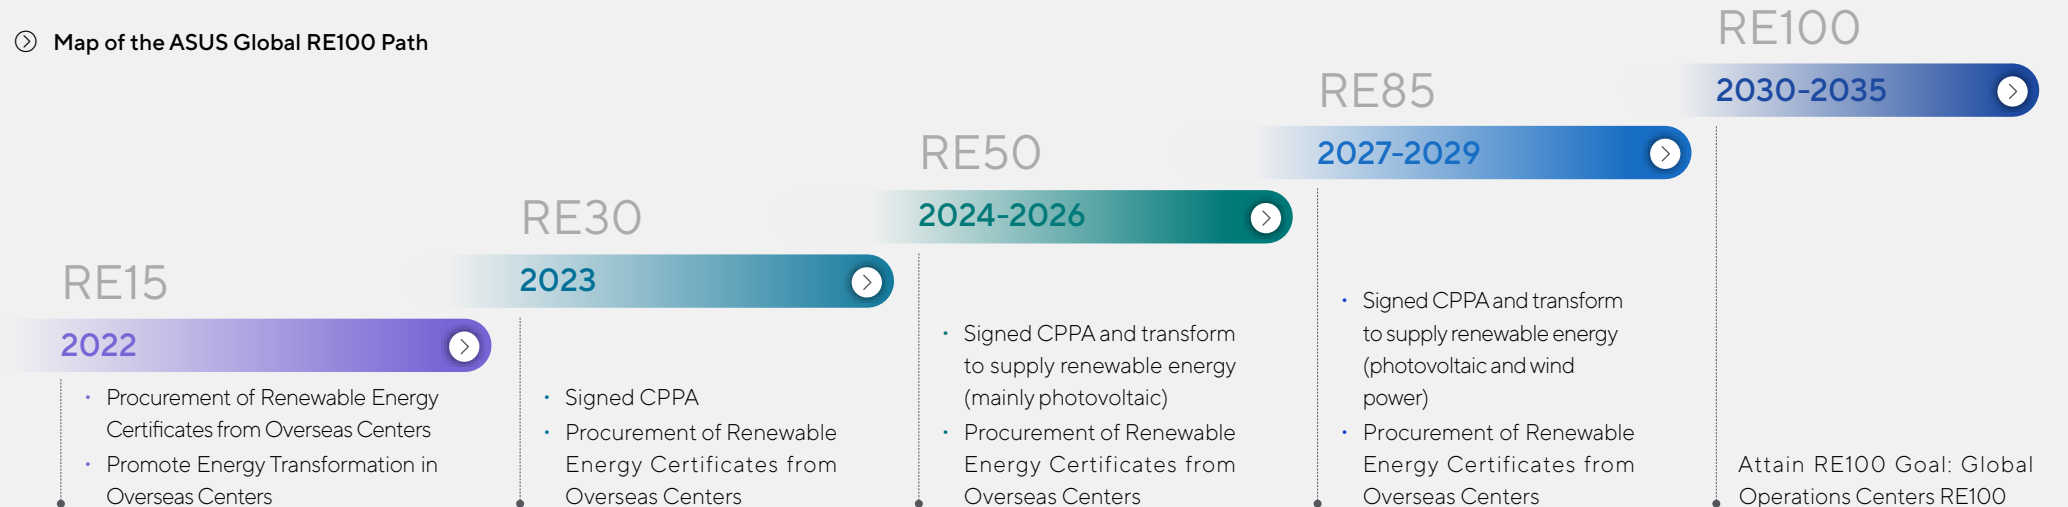 Map of the ASUS Global RE100 Path
RE15
2022
• Procurement of Renewable Energy
Certificates from Overseas Centers
• Promote Energy Transformation in
Overseas Centers
RE30
2023
• Signed CPPA
• Procurement of Renewable
Energy Certificates from
Overseas Centers
RE50
2024-2026
• Signed CPPA and transform
to supply renewable energy
(mainly photovoltaic)
• Procurement of Renewable
Energy Certificates from
Overseas Centers
RE85
2027-2029
• Signed CPPA and transform
to supply renewable energy
(photovoltaic and wind
power)
• Procurement of Renewable
Energy Certificates from
Overseas Centers
RE100
2030-2035
Attain RE100 Goal: Global
Operations Centers RE100